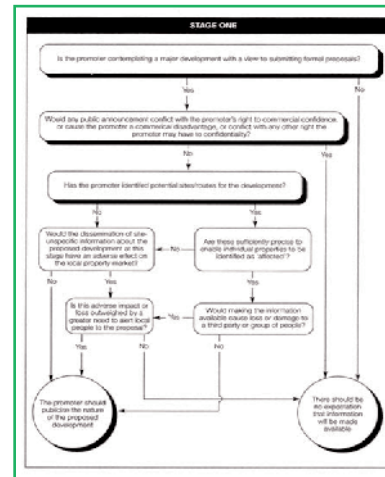 STAGE ONE
Is the promoter contemplating a major development with a view to submitting formal proposals?
Yes
No
Would any public announcement conflict with the promoter's right to commercial confidence,
or cause the promoter a commercial disadvantage, or conflict with any other right the
promoter may have to confidentiality?
No
Yes
Has the promoter identified potential sites/routes for the development?
No
Yes
Would the dissemination of site-
unspecific information about the
proposed development at this
stage have an adverse effect on
the local property market?
No
Are these sufficiently precise to
enable individual properties to be
identified as 'affected'?
No
Yes
Yes
Is this adverse impact or
loss outweighed by a
greater need to alert local
people to the proposal?
Yes
Would making the information
available cause loss or damage to
a third party or group of people?
Yes
No
No
The promoter should
publicise the nature
of the proposed
development
There should be
no expectation
that information
will be made
available